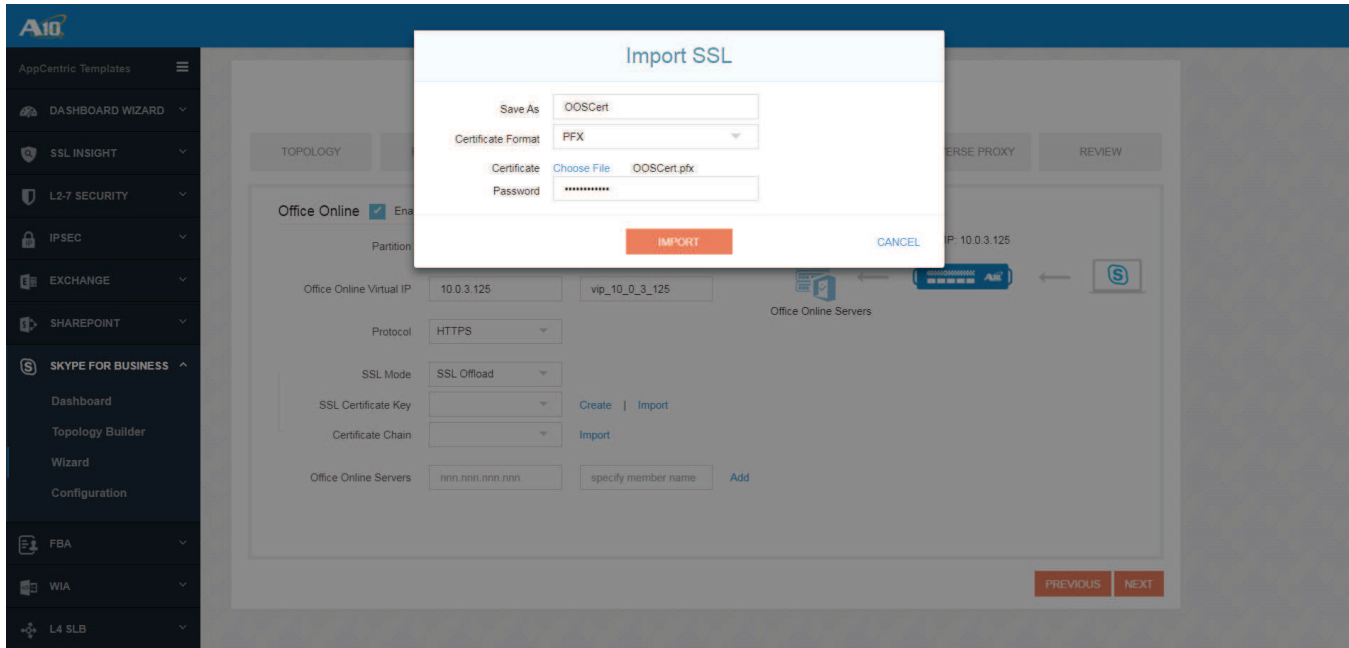 A10
AppCentric Templates
DASHBOARD WIZARD
SSL INSIGHT
L2-7 SECURITY
IPSEC
EXCHANGE
SHAREPOINT
SKYPE FOR BUSINESS
Dashboard
Topology Builder
Wizard
Configuration
FBA
WIA
L4 SLB
Import SSL
Save As OOSCert
Certificate Format PFX
Certificate Choose File OOSCert.pfx
Password ••••••••••••
IMPORT CANCEL
TOPOLOGY ERSE PROXY REVIEW
Office Online Ena
Partition IP: 10.0.3.125
Office Online Virtual IP 10.0.3.125 vip_10_0_3_125
A10 S
Office Online Servers
Protocol HTTPS
SSL Mode SSL Offload
SSL Certificate Key Create | Import
Certificate Chain Import
Office Online Servers nnn.nnn.nnn.nnn specify member name Add
PREVIOUS NEXT